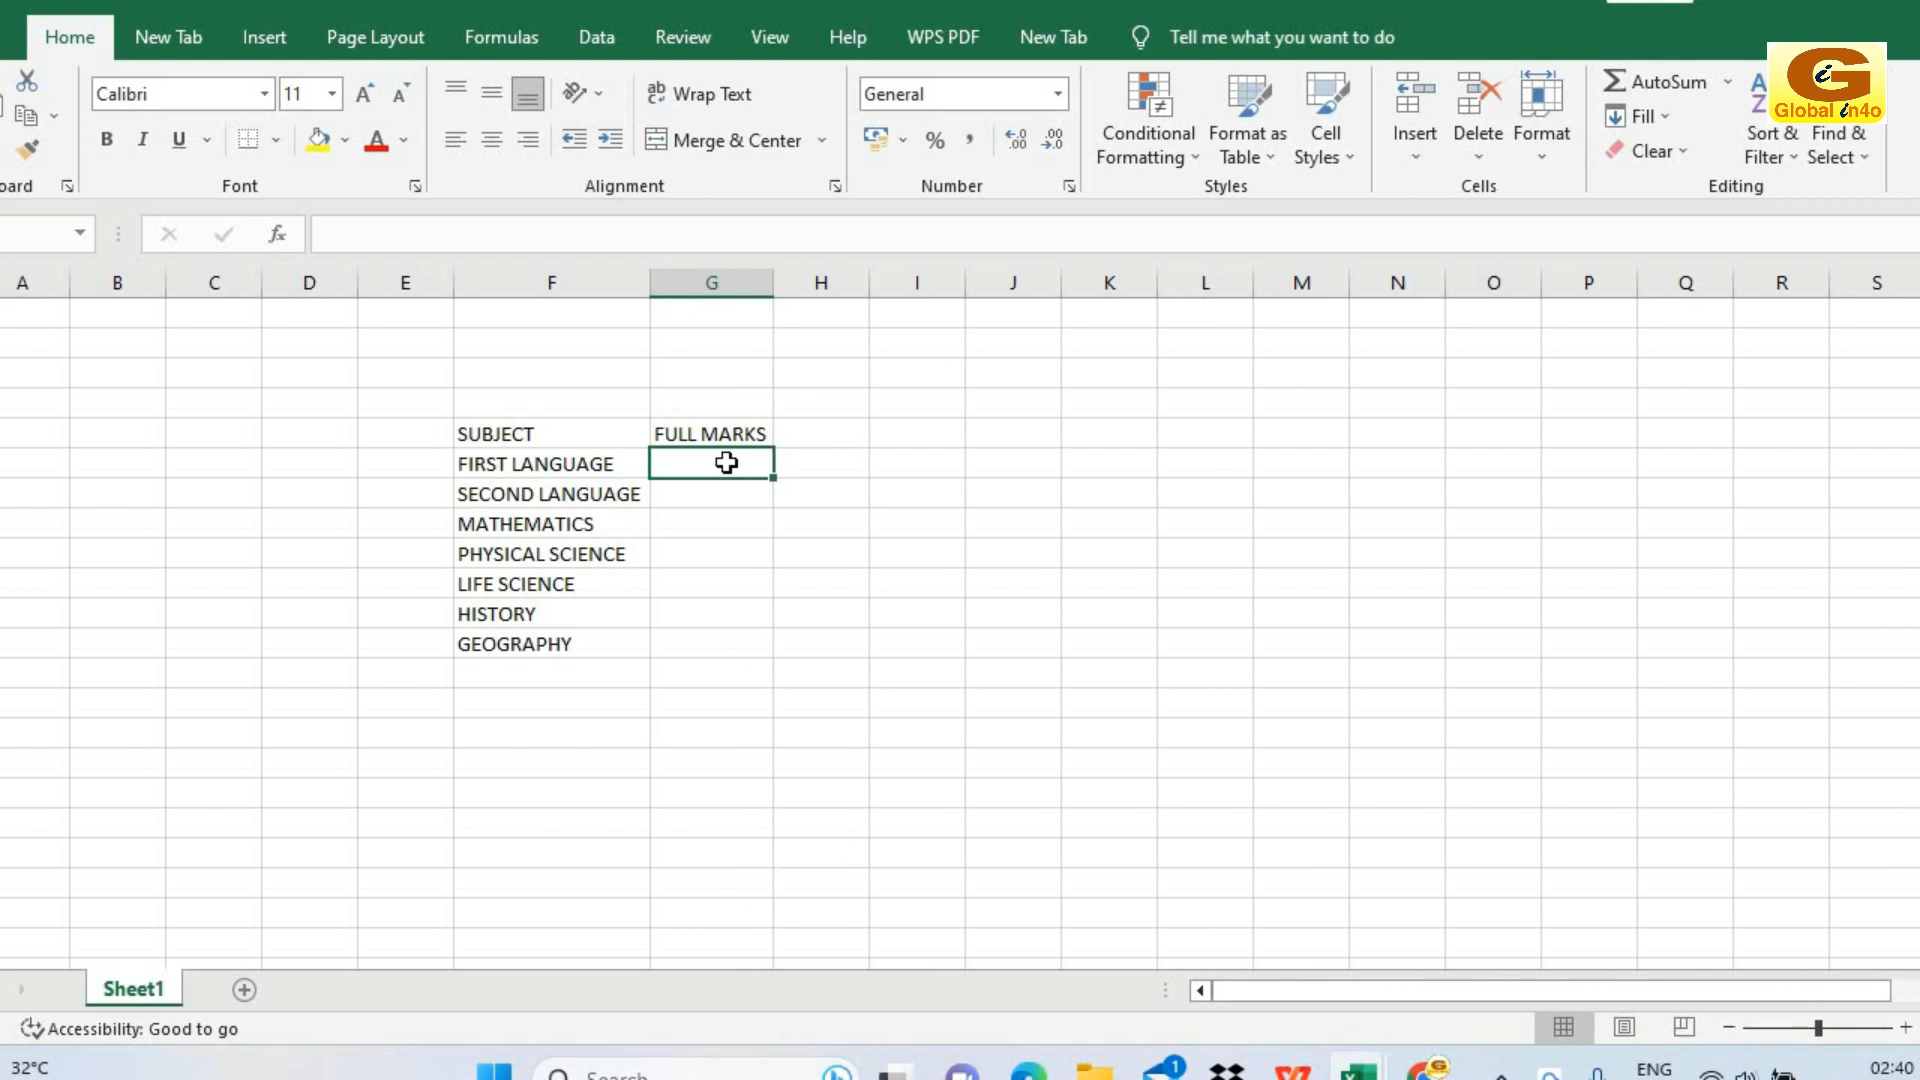 Home New Tab Insert Page Layout Formulas Data Review View Help WPS PDF New Tab Tell me what you want to do
Calibri 11 Wrap Text General AutoSum
Global in4o
Fill
B I U Merge & Center % , Conditional Formatting Format as Table Cell Styles Insert Delete Format Clear Sort & Filter Find & Select
oard Font Alignment Number Styles Cells Editing
fx
A B C D E F G H I J K L M N O P Q R S
SUBJECT FULL MARKS
FIRST LANGUAGE
SECOND LANGUAGE
MATHEMATICS
PHYSICAL SCIENCE
LIFE SCIENCE
HISTORY
GEOGRAPHY
Sheet1
Accessibility: Good to go
32°C Search 1 ENG 02:40